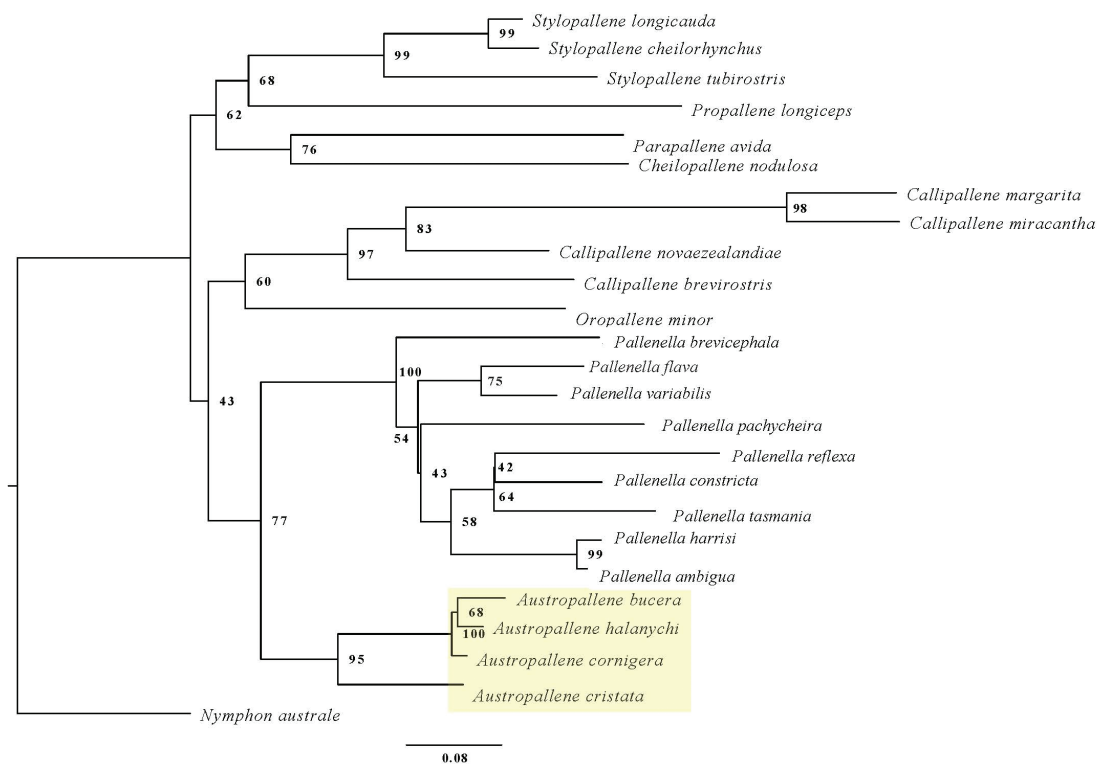 Stylopallene longicauda
99
Stylopallene cheilorhynchus
99
Stylopallene tubirostris
68
Propallene longiceps
62
Parapallene avida
76
Cheilopallene nodulosa
Callipallene margarita
98
Callipallene miracantha
83
Callipallene novaezealandiae
97
Callipallene brevirostris
60
Oropallene minor
Pallenella brevicephala
Pallenella flava
100
75
Pallenella variabilis
43
Pallenella pachycheira
54
Pallenella reflexa
42
43
Pallenella constricta
64
Pallenella tasmania
77
58
Pallenella harrisi
99
Pallenella ambigua
Austropallene bucera
68
Austropallene halanychi
100
Austropallene cornigera
95
Austropallene cristata
Nymphon australe
0.08